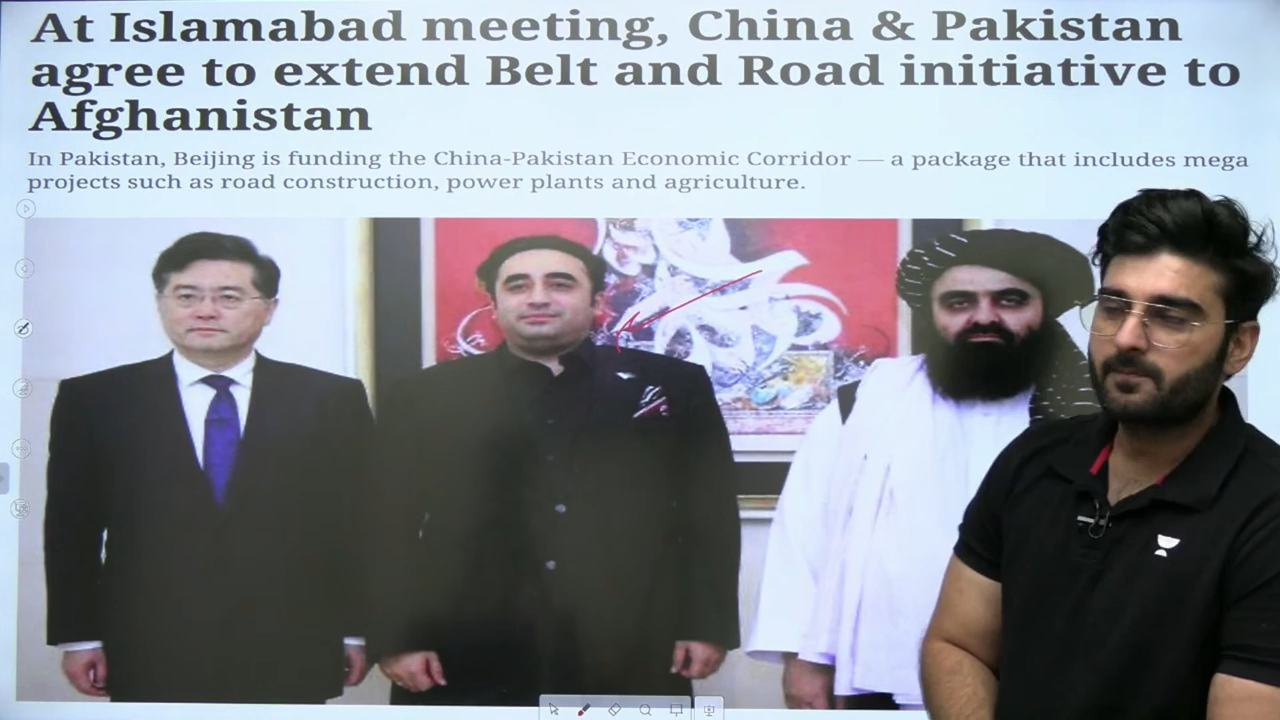 At Islamabad meeting, China & Pakistan
agree to extend Belt and Road initiative to
Afghanistan
In Pakistan, Beijing is funding the China-Pakistan Economic Corridor — a package that includes mega
projects such as road construction, power plants and agriculture.